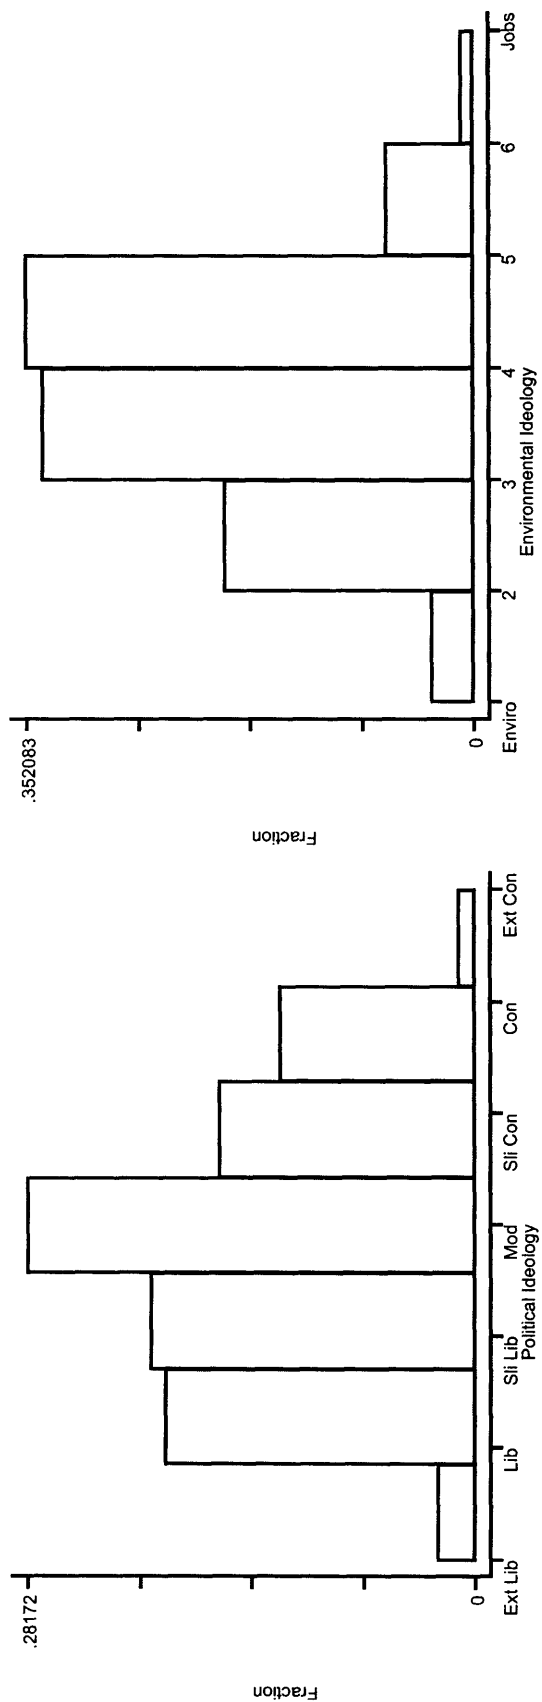 .28172
Fraction
0
Ext Lib Lib Sli Lib Mod Sli Con Con Ext Con
Political Ideology
.352083
Fraction
0
Enviro 2 3 4 5 6 Jobs
Environmental Ideology